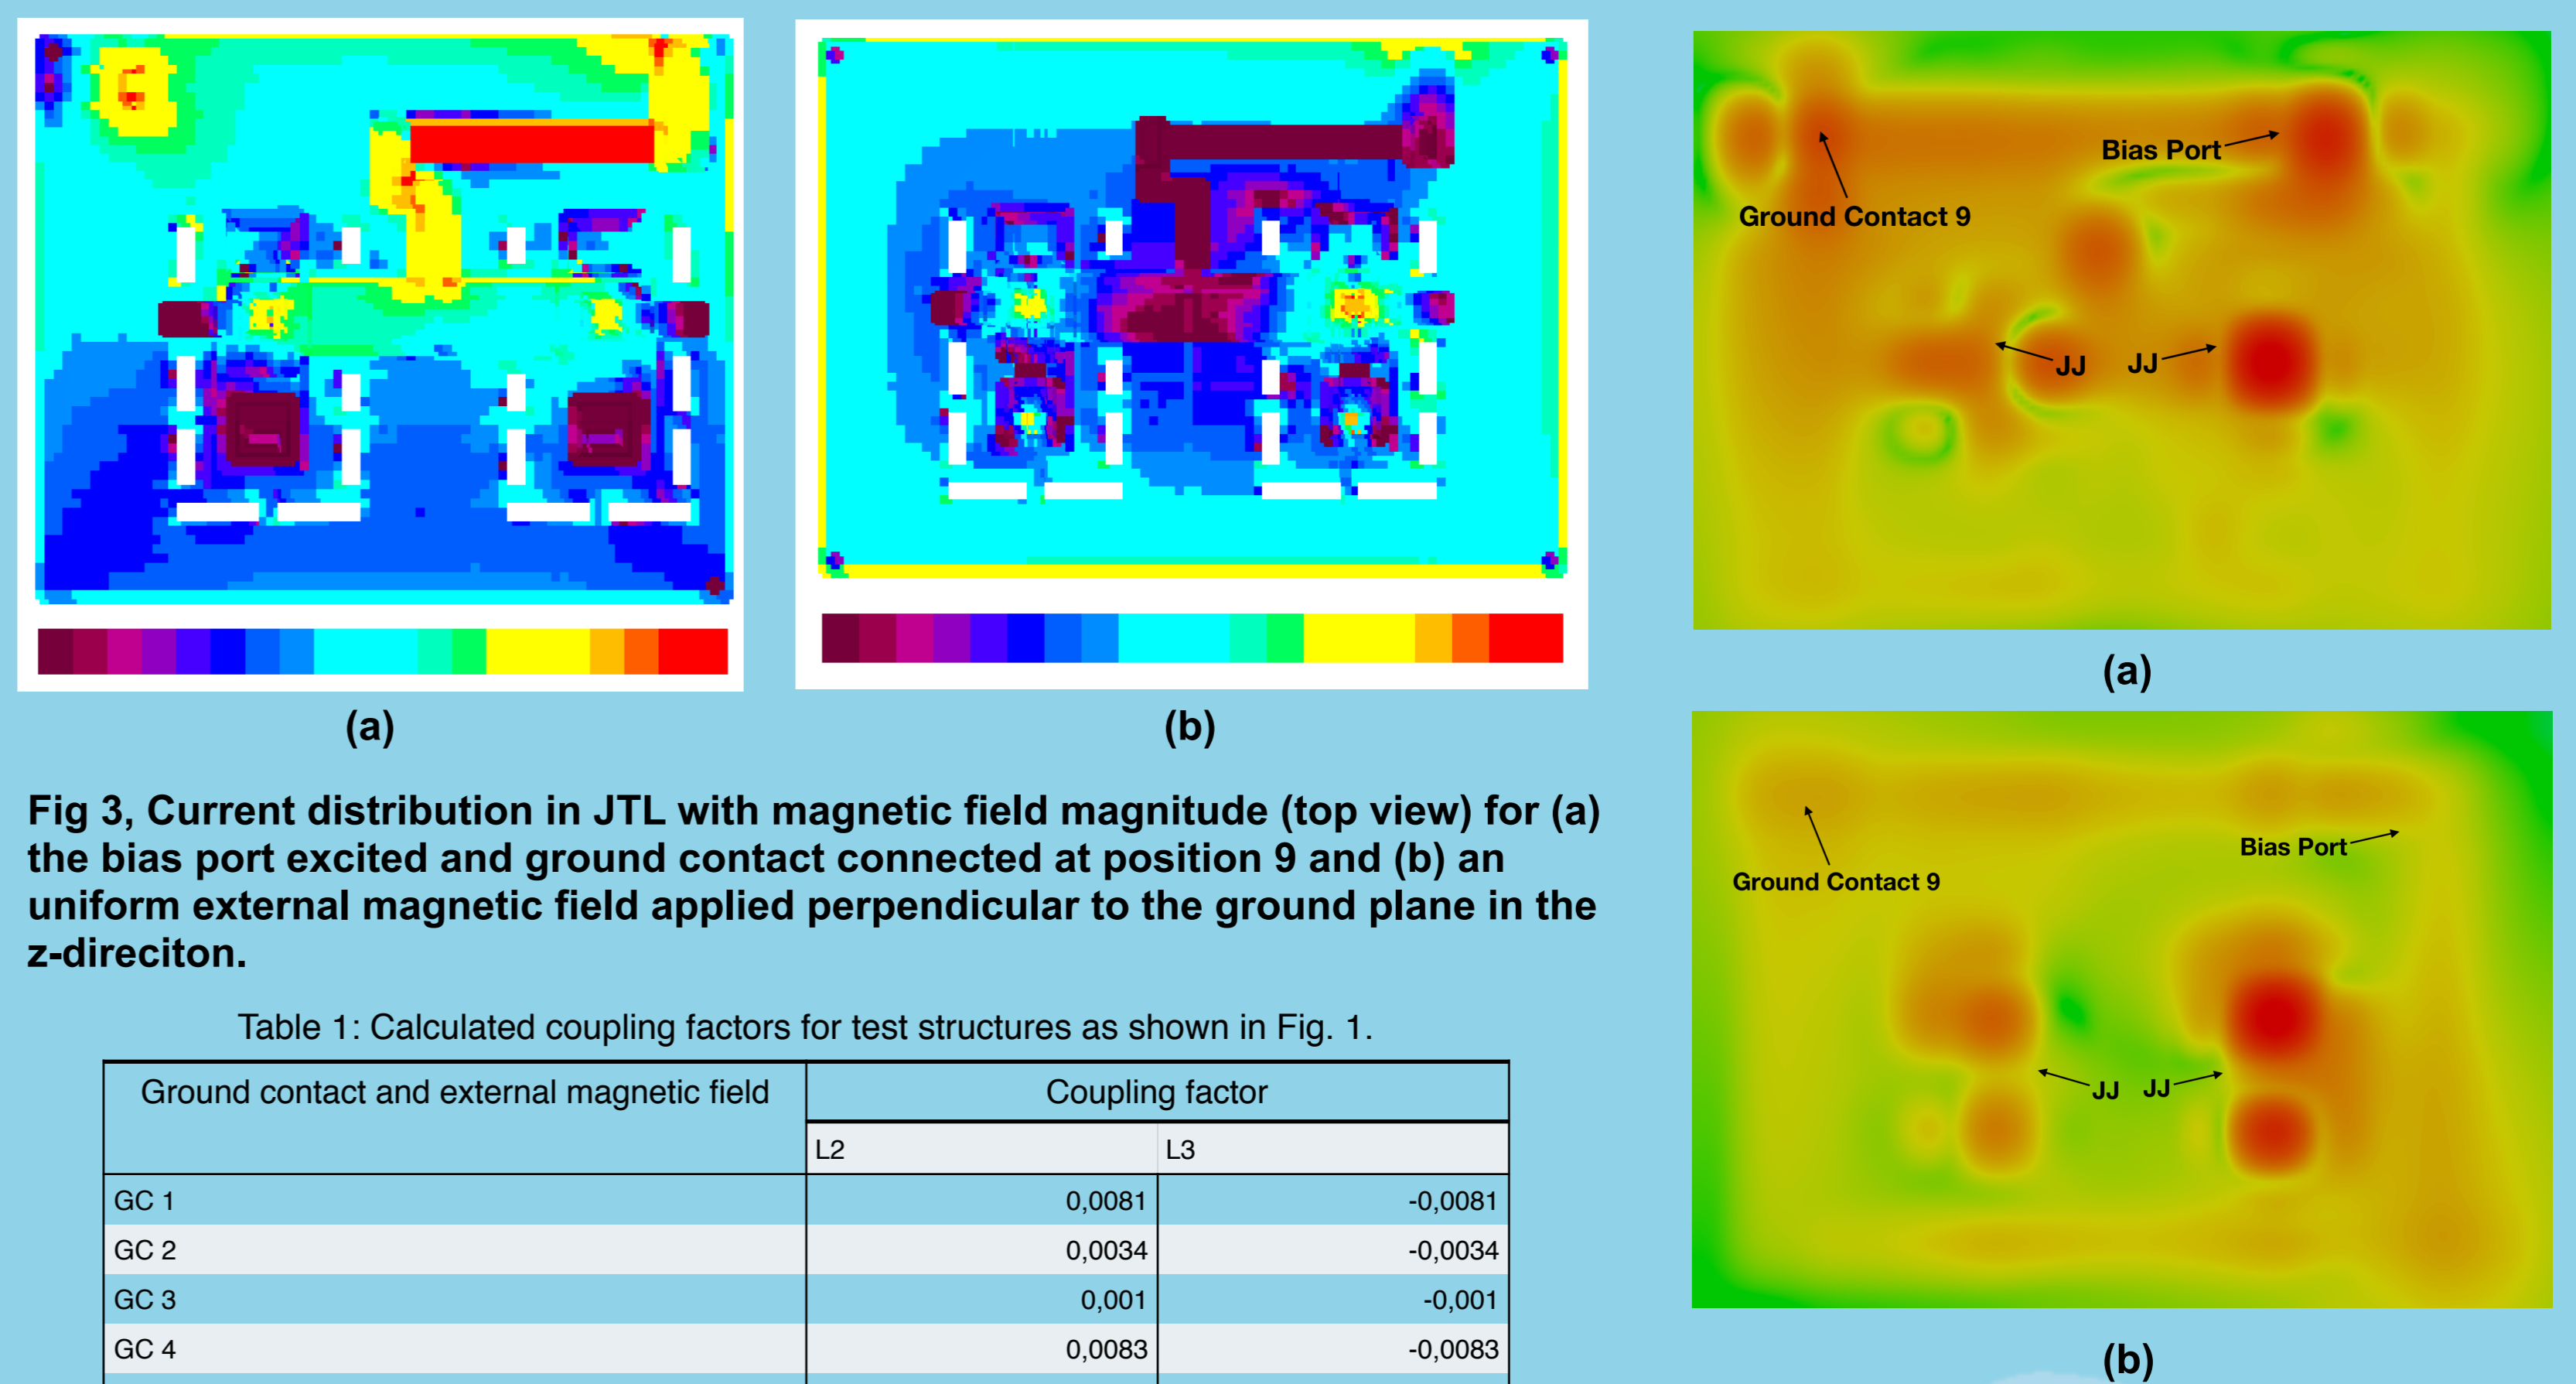 (a)
(b)
Fig 3, Current distribution in JTL with magnetic field magnitude (top view) for (a)
the bias port excited and ground contact connected at position 9 and (b) an
uniform external magnetic field applied perpendicular to the ground plane in the
z-direciton.
Table 1: Calculated coupling factors for test structures as shown in Fig. 1.
Ground contact and external magnetic field
Coupling factor
L2
L3
GC 1 0,0081 -0,0081
GC 2 0,0034 -0,0034
GC 3 0,001 -0,001
GC 4 0,0083 -0,0083
Bias Port
Ground Contact 9
JJ JJ
(a)
Bias Port
Ground Contact 9
JJ JJ
(b)